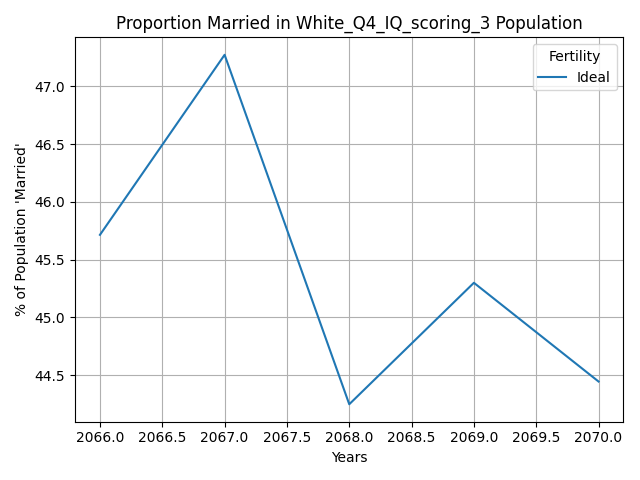 Proportion Married in White_Q4_IQ_scoring_3 Population
Fertility
Ideal
% of Population 'Married'
47.0
46.5
46.0
45.5
45.0
44.5
2066.0 2066.5 2067.0 2067.5 2068.0 2068.5 2069.0 2069.5 2070.0
Years